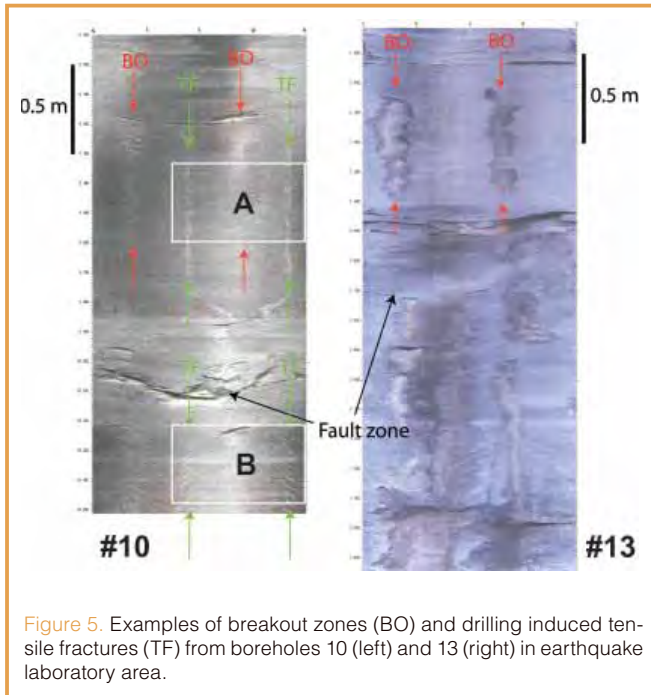 BO
BO
TF
TF
0.5 m
A
B
#10
BO
BO
0.5 m
Fault zone
#13
Figure 5. Examples of breakout zones (BO) and drilling induced ten-
sile fractures (TF) from boreholes 10 (left) and 13 (right) in earthquake
laboratory area.